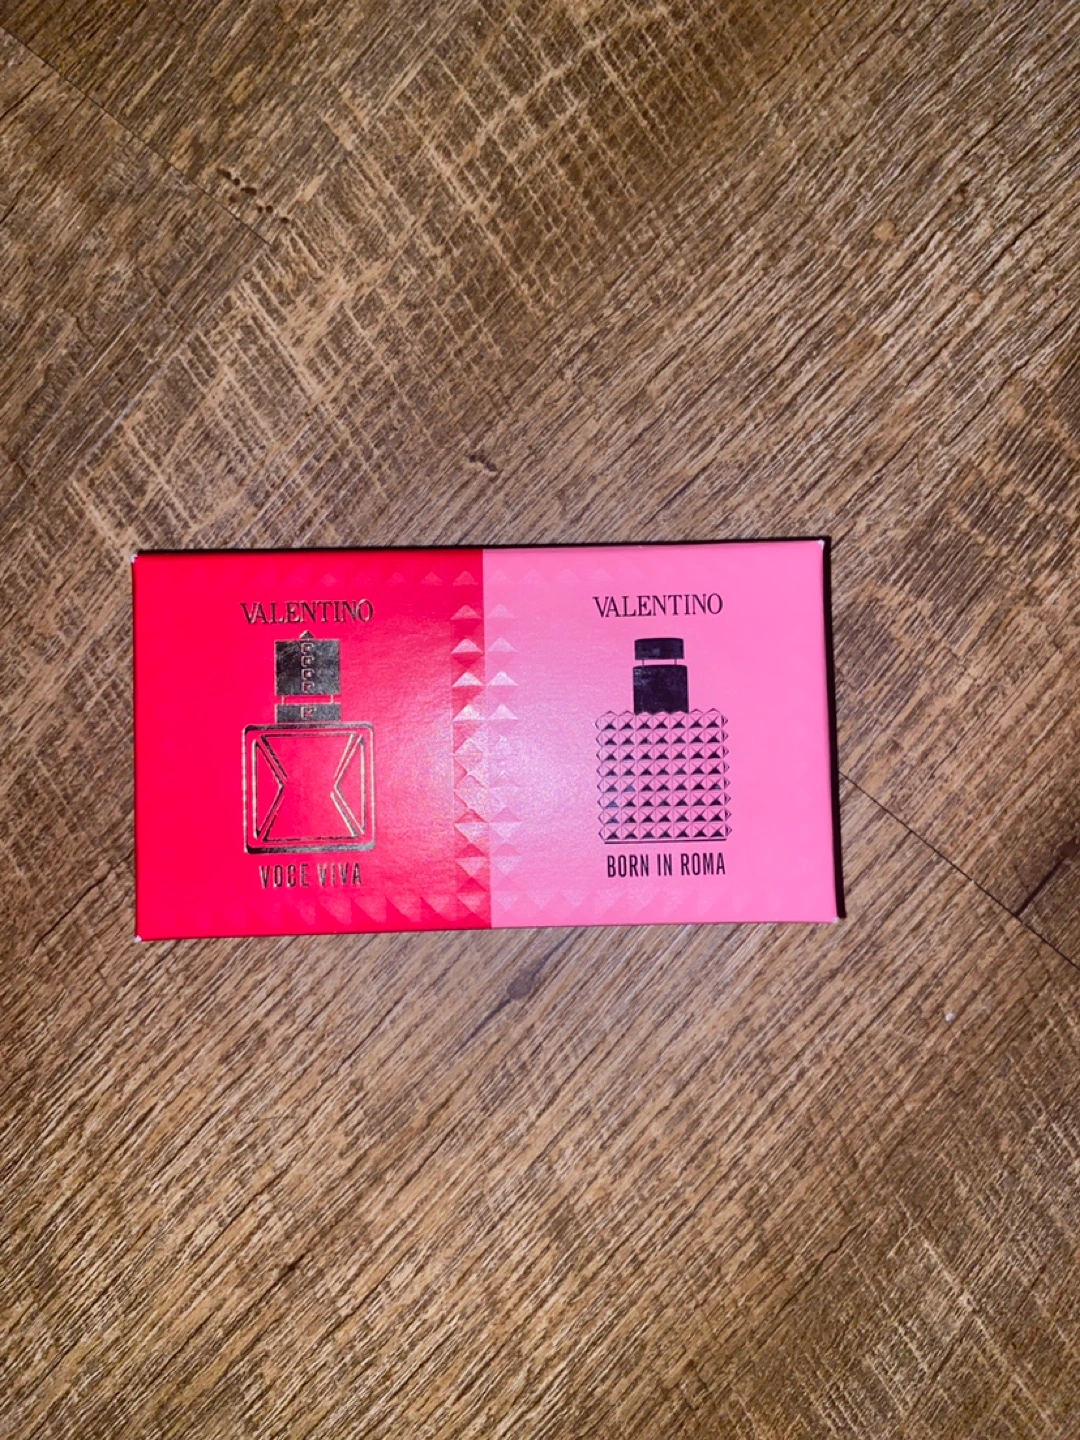 VALENTINO
VOCE VIVA
VALENTINO
BORN IN ROMA